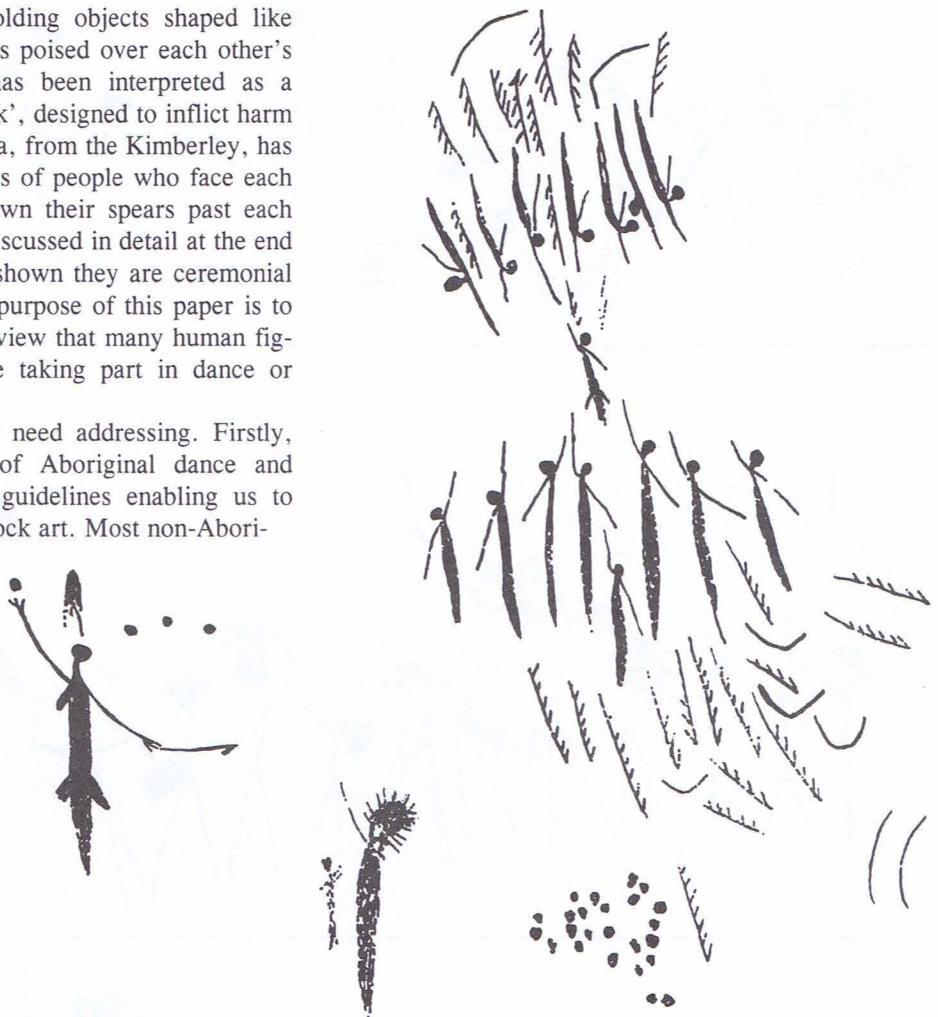 olding objects shaped like
s poised over each other's
has been interpreted as a
k', designed to inflict harm
a, from the Kimberley, has
s of people who face each
wn their spears past each
iscussed in detail at the end
shown they are ceremonial
purpose of this paper is to
view that many human fig-
e taking part in dance or
need addressing. Firstly,
of Aboriginal dance and
guidelines enabling us to
ock art. Most non-Abori-